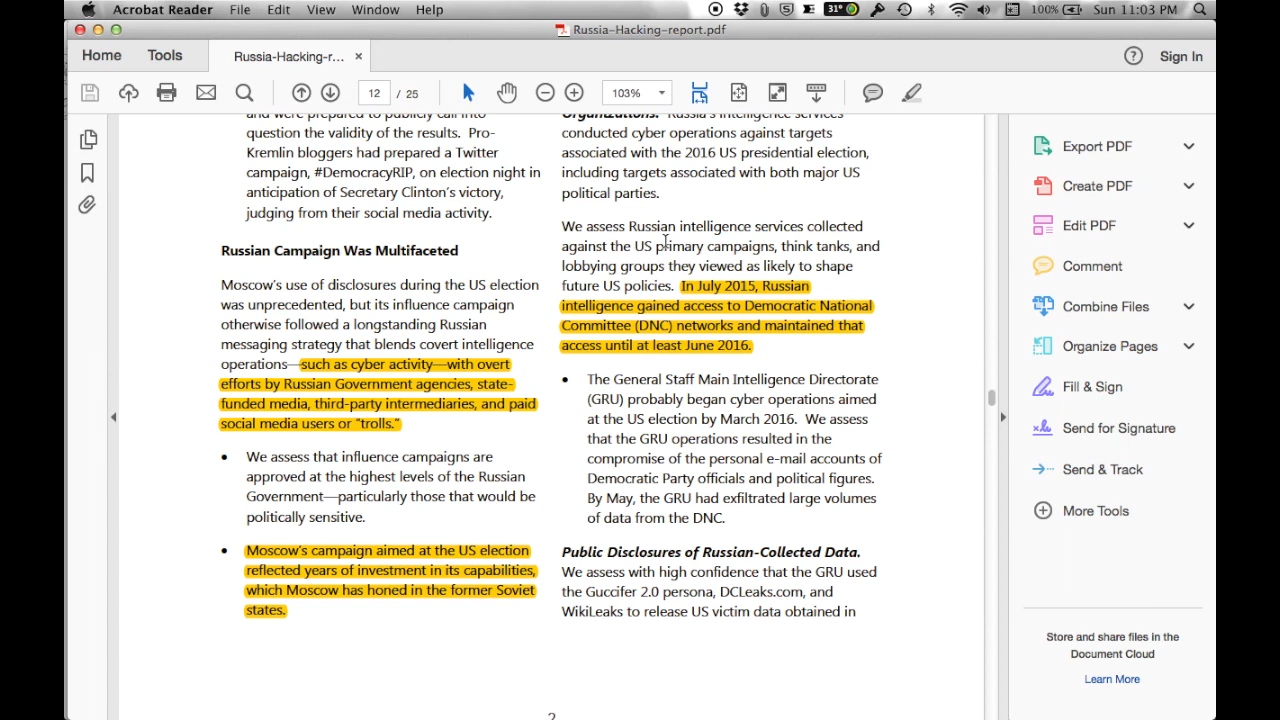 Acrobat Reader File Edit View Window Help 31° 100% Sun 11:03 PM
Russia-Hacking-report.pdf
Home Tools Russia-Hacking-r... × ? Sign In
12 / 25 103%
and were prepared to publicly call into
question the validity of the results. Pro-
Kremlin bloggers had prepared a Twitter
campaign, #DemocracyRIP, on election night in
anticipation of Secretary Clinton's victory,
judging from their social media activity.
Russian Campaign Was Multifaceted
Moscow's use of disclosures during the US election
was unprecedented, but its influence campaign
otherwise followed a longstanding Russian
messaging strategy that blends covert intelligence
operations—such as cyber activity—with overt
efforts by Russian Government agencies, state-
funded media, third-party intermediaries, and paid
social media users or "trolls."
• We assess that influence campaigns are
approved at the highest levels of the Russian
Government—particularly those that would be
politically sensitive.
• Moscow's campaign aimed at the US election
reflected years of investment in its capabilities,
which Moscow has honed in the former Soviet
states.
Organizations. Russia's intelligence services
conducted cyber operations against targets
associated with the 2016 US presidential election,
including targets associated with both major US
political parties.
We assess Russian intelligence services collected
against the US primary campaigns, think tanks, and
lobbying groups they viewed as likely to shape
future US policies. In July 2015, Russian
intelligence gained access to Democratic National
Committee (DNC) networks and maintained that
access until at least June 2016.
• The General Staff Main Intelligence Directorate
(GRU) probably began cyber operations aimed
at the US election by March 2016. We assess
that the GRU operations resulted in the
compromise of the personal e-mail accounts of
Democratic Party officials and political figures.
By May, the GRU had exfiltrated large volumes
of data from the DNC.
Public Disclosures of Russian-Collected Data.
We assess with high confidence that the GRU used
the Guccifer 2.0 persona, DCLeaks.com, and
WikiLeaks to release US victim data obtained in
2
Export PDF
Create PDF
Edit PDF
Comment
Combine Files
Organize Pages
Fill & Sign
Send for Signature
Send & Track
More Tools
Store and share files in the
Document Cloud
Learn More